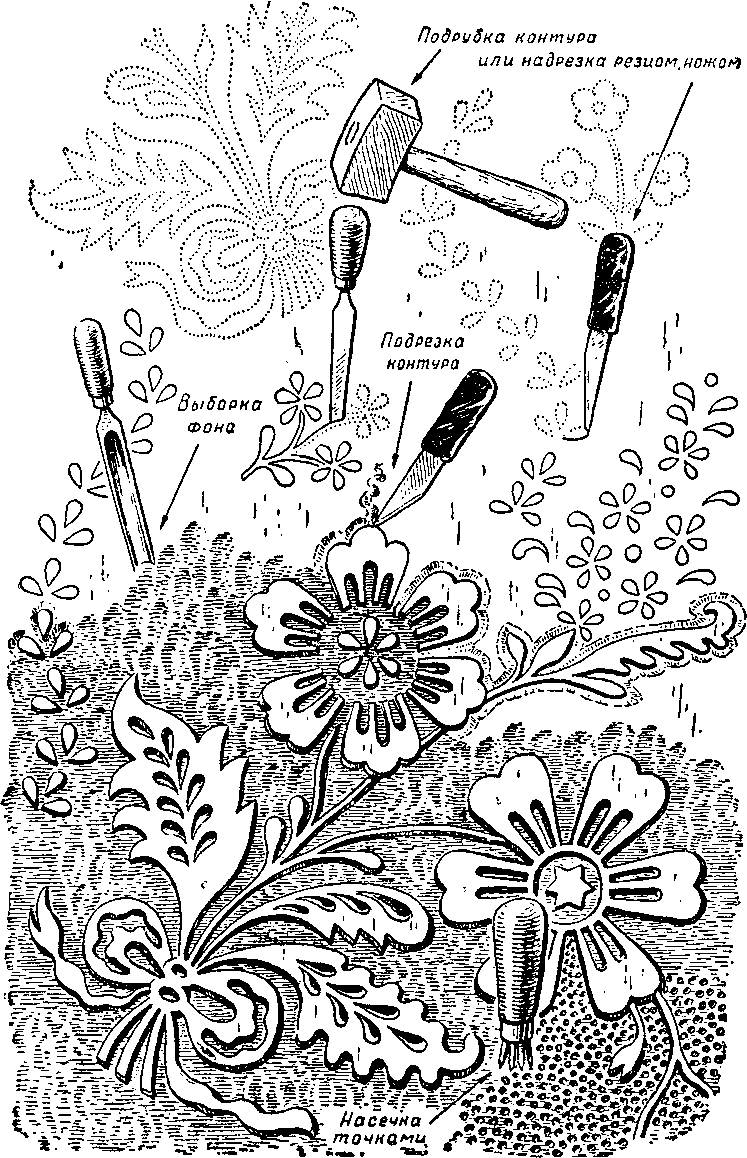 Подрубка контура
или надрезка резцом, ножом
Подрезка
контура
Выборка
фона
Насечка
точками